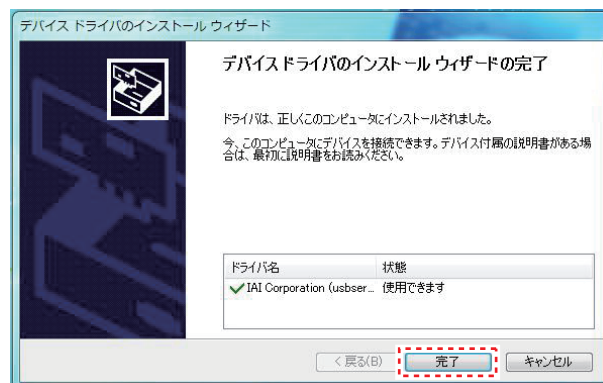 デバイス ドライバのインストール ウィザード
デバイス ドライバのインストール ウィザードの完了
ドライバは、正しくこのコンピュータにインストールされました。
今、このコンピュータにデバイスを接続できます。デバイス付属の説明書がある場
合は、最初に説明書をお読みください。
ドライバ名 状態
IAI Corporation (usbser... 使用できます
< 戻る(B) 完了 キャンセル